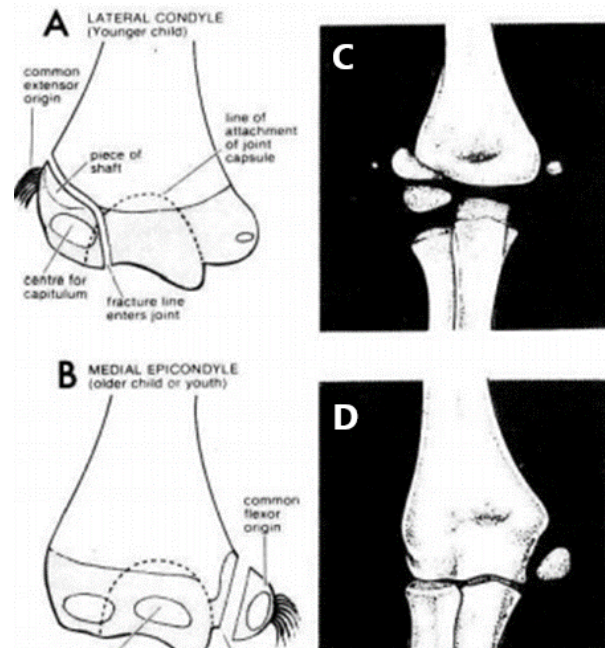 A LATERAL CONDYLE
(Younger child)
common
extensor
origin
piece of
shaft
line of
attachment
of joint
capsule
centre for
capitulum
fracture line
enters joint
C
B MEDIAL EPICONDYLE
(older child or youth)
common
flexor
origin
D